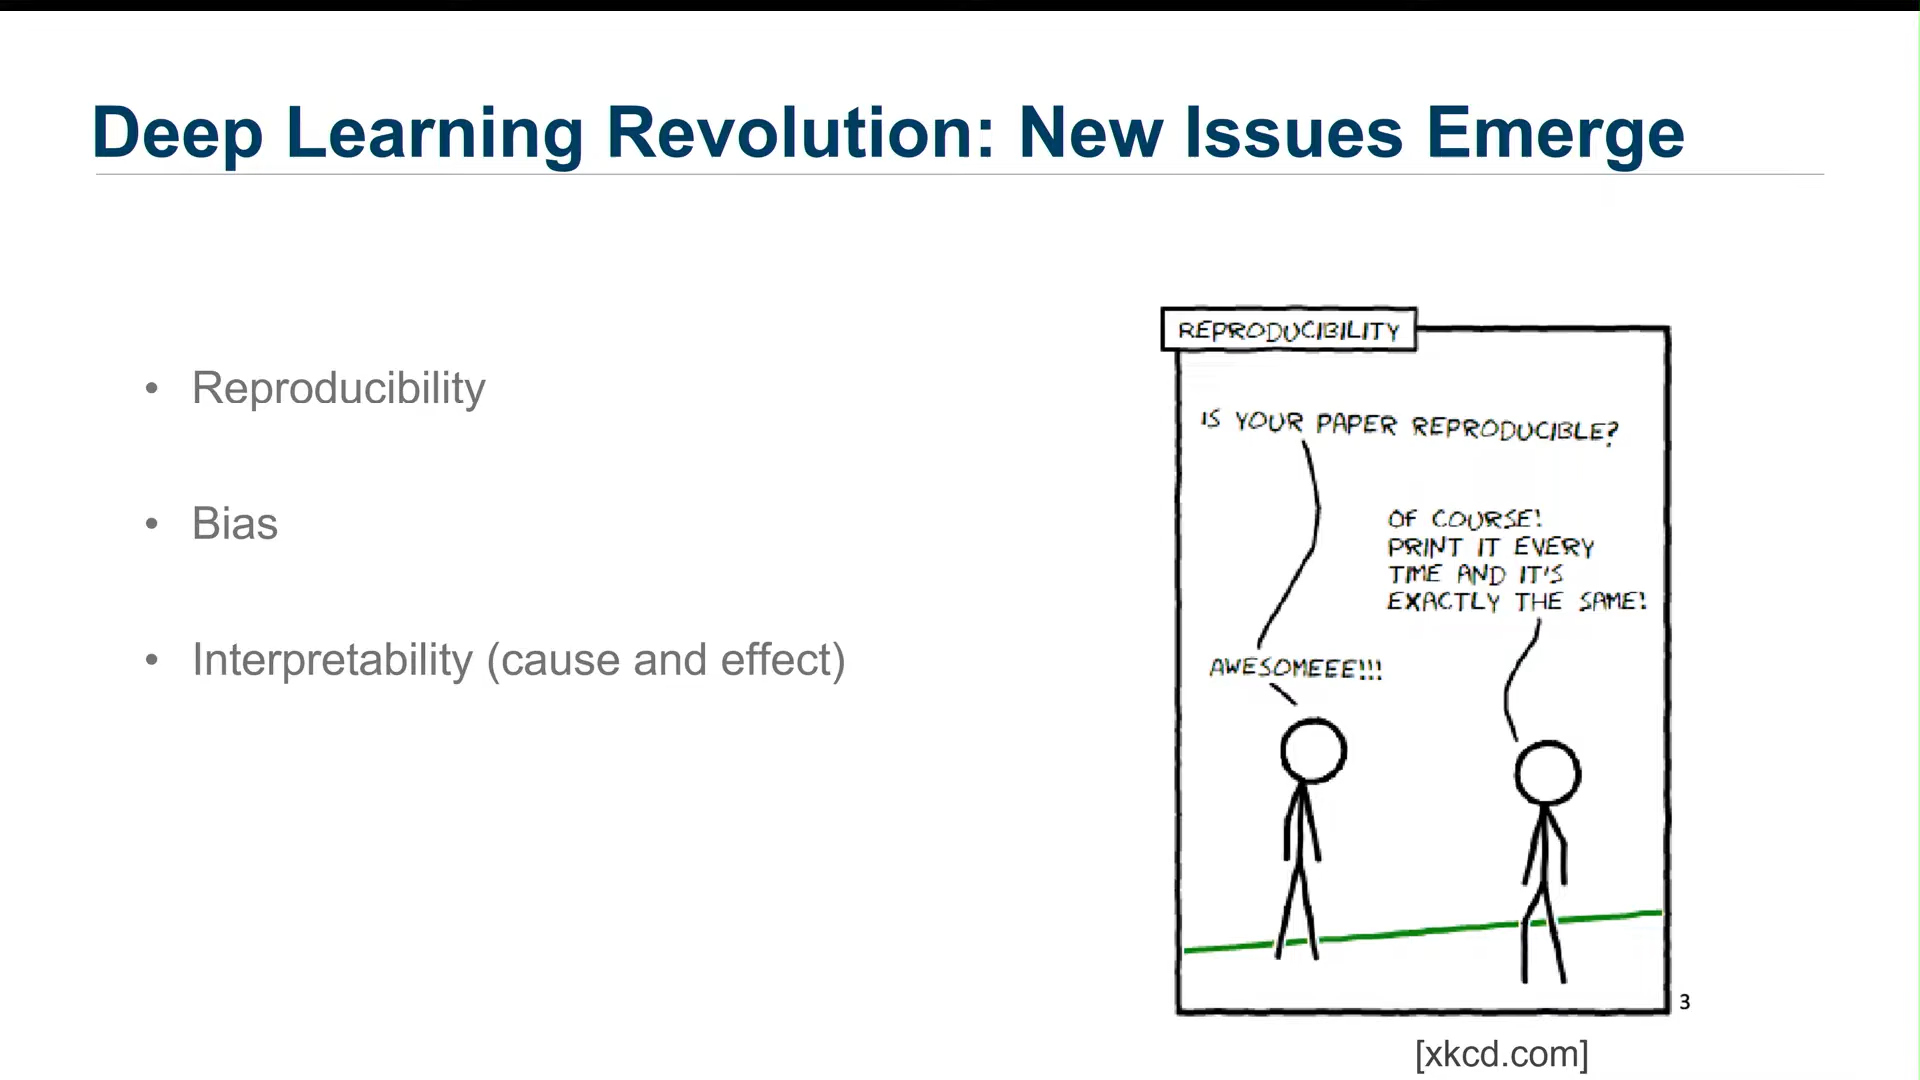 Deep Learning Revolution: New Issues Emerge
• Reproducibility
• Bias
• Interpretability (cause and effect)
REPRODUCIBILITY
IS YOUR PAPER REPRODUCIBLE?
OF COURSE!
PRINT IT EVERY
TIME AND IT'S
EXACTLY THE SAME!
AWESOMEEE!!!
3
[xkcd.com]